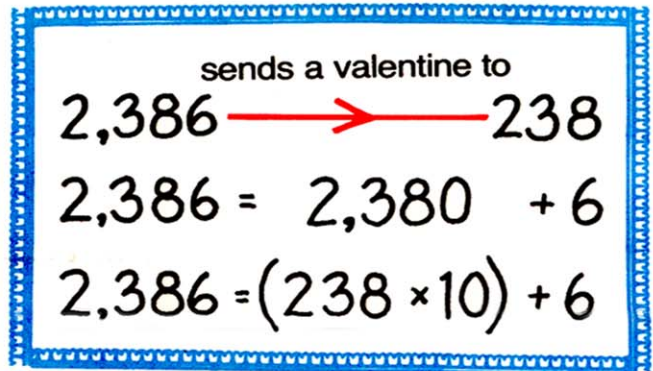 sends a valentine to
2,386 → 238
2,386 = 2,380 + 6
2,386 = (238 × 10) + 6